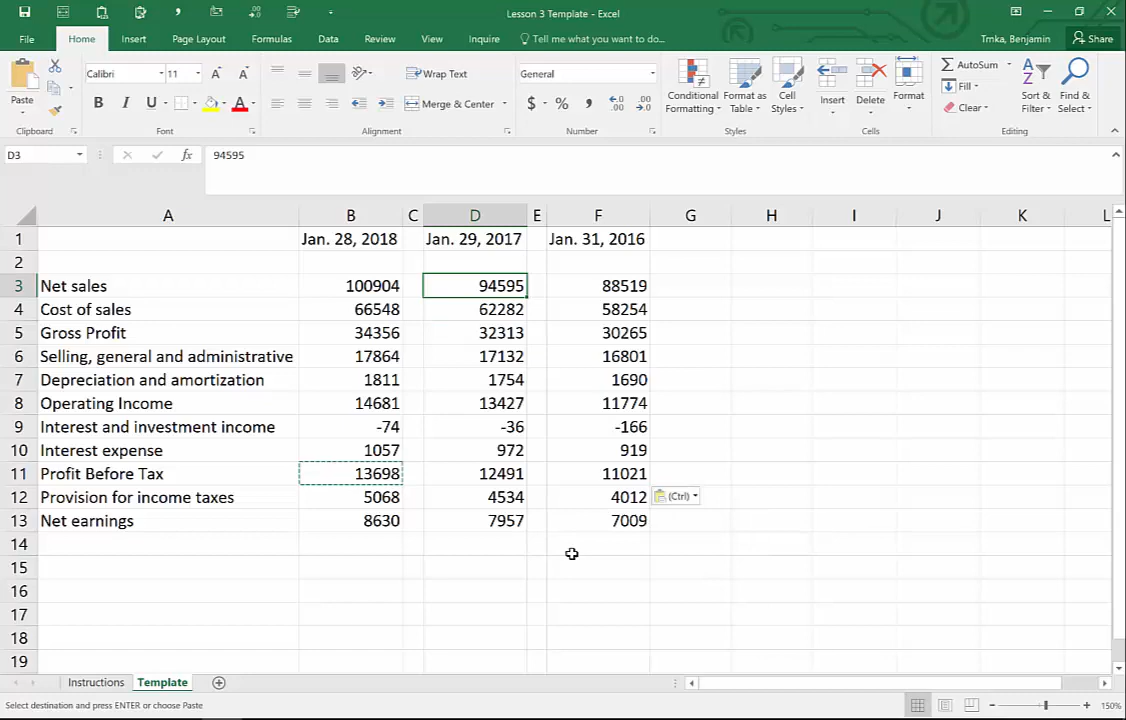 Lesson 3 Template - Excel
Trnka, Benjamin
Share
File Home Insert Page Layout Formulas Data Review View Inquire Tell me what you want to do...
Paste
Calibri 11
B I U
Wrap Text
Merge & Center
General
$ % ,
Conditional Formatting
Format as Table
Cell Styles
Insert
Delete
Format
AutoSum
Fill
Clear
Sort & Filter
Find & Select
Clipboard Font Alignment Number Styles Cells Editing
D3 fx 94595
A B C D E F G H I J K L
1 Jan. 28, 2018 Jan. 29, 2017 Jan. 31, 2016
2
3 Net sales 100904 94595 88519
4 Cost of sales 66548 62282 58254
5 Gross Profit 34356 32313 30265
6 Selling, general and administrative 17864 17132 16801
7 Depreciation and amortization 1811 1754 1690
8 Operating Income 14681 13427 11774
9 Interest and investment income -74 -36 -166
10 Interest expense 1057 972 919
11 Profit Before Tax 13698 12491 11021
12 Provision for income taxes 5068 4534 4012 (Ctrl)
13 Net earnings 8630 7957 7009
14
15
16
17
18
19
Instructions Template
Select destination and press ENTER or choose Paste
150%